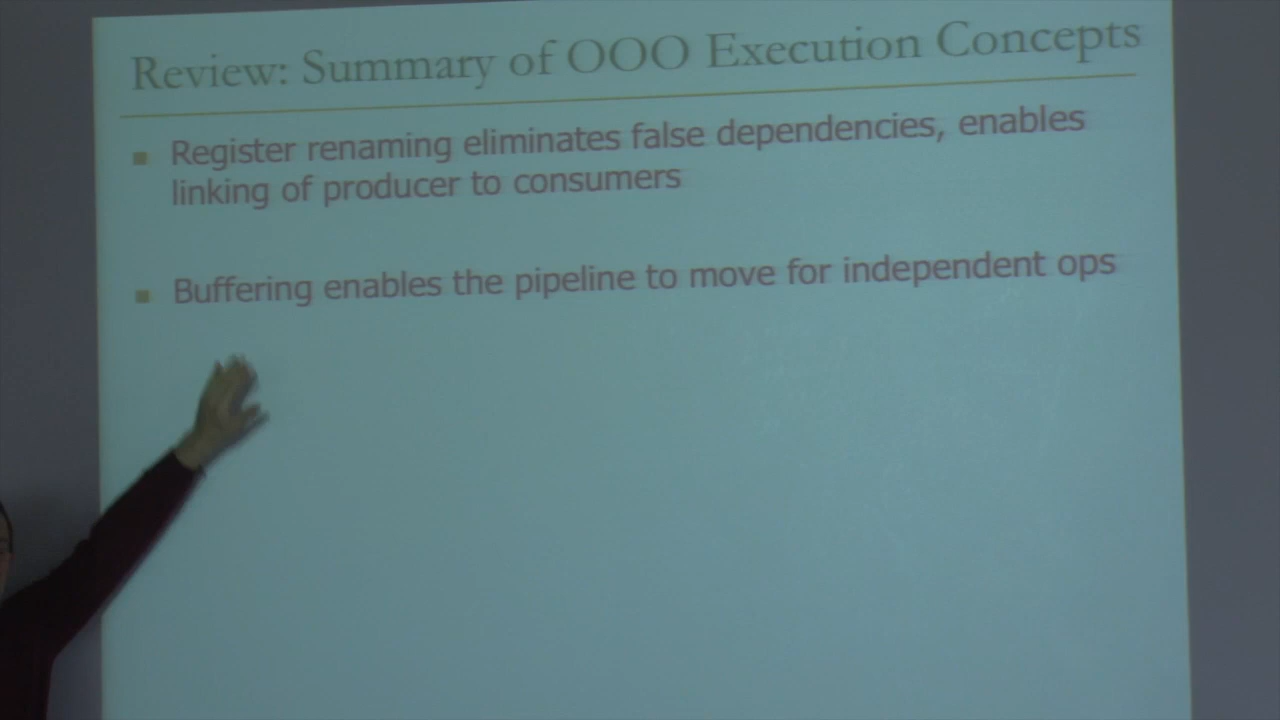 Review: Summary of OOO Execution Concepts
Register renaming eliminates false dependencies, enables
linking of producer to consumers
Buffering enables the pipeline to move for independent ops